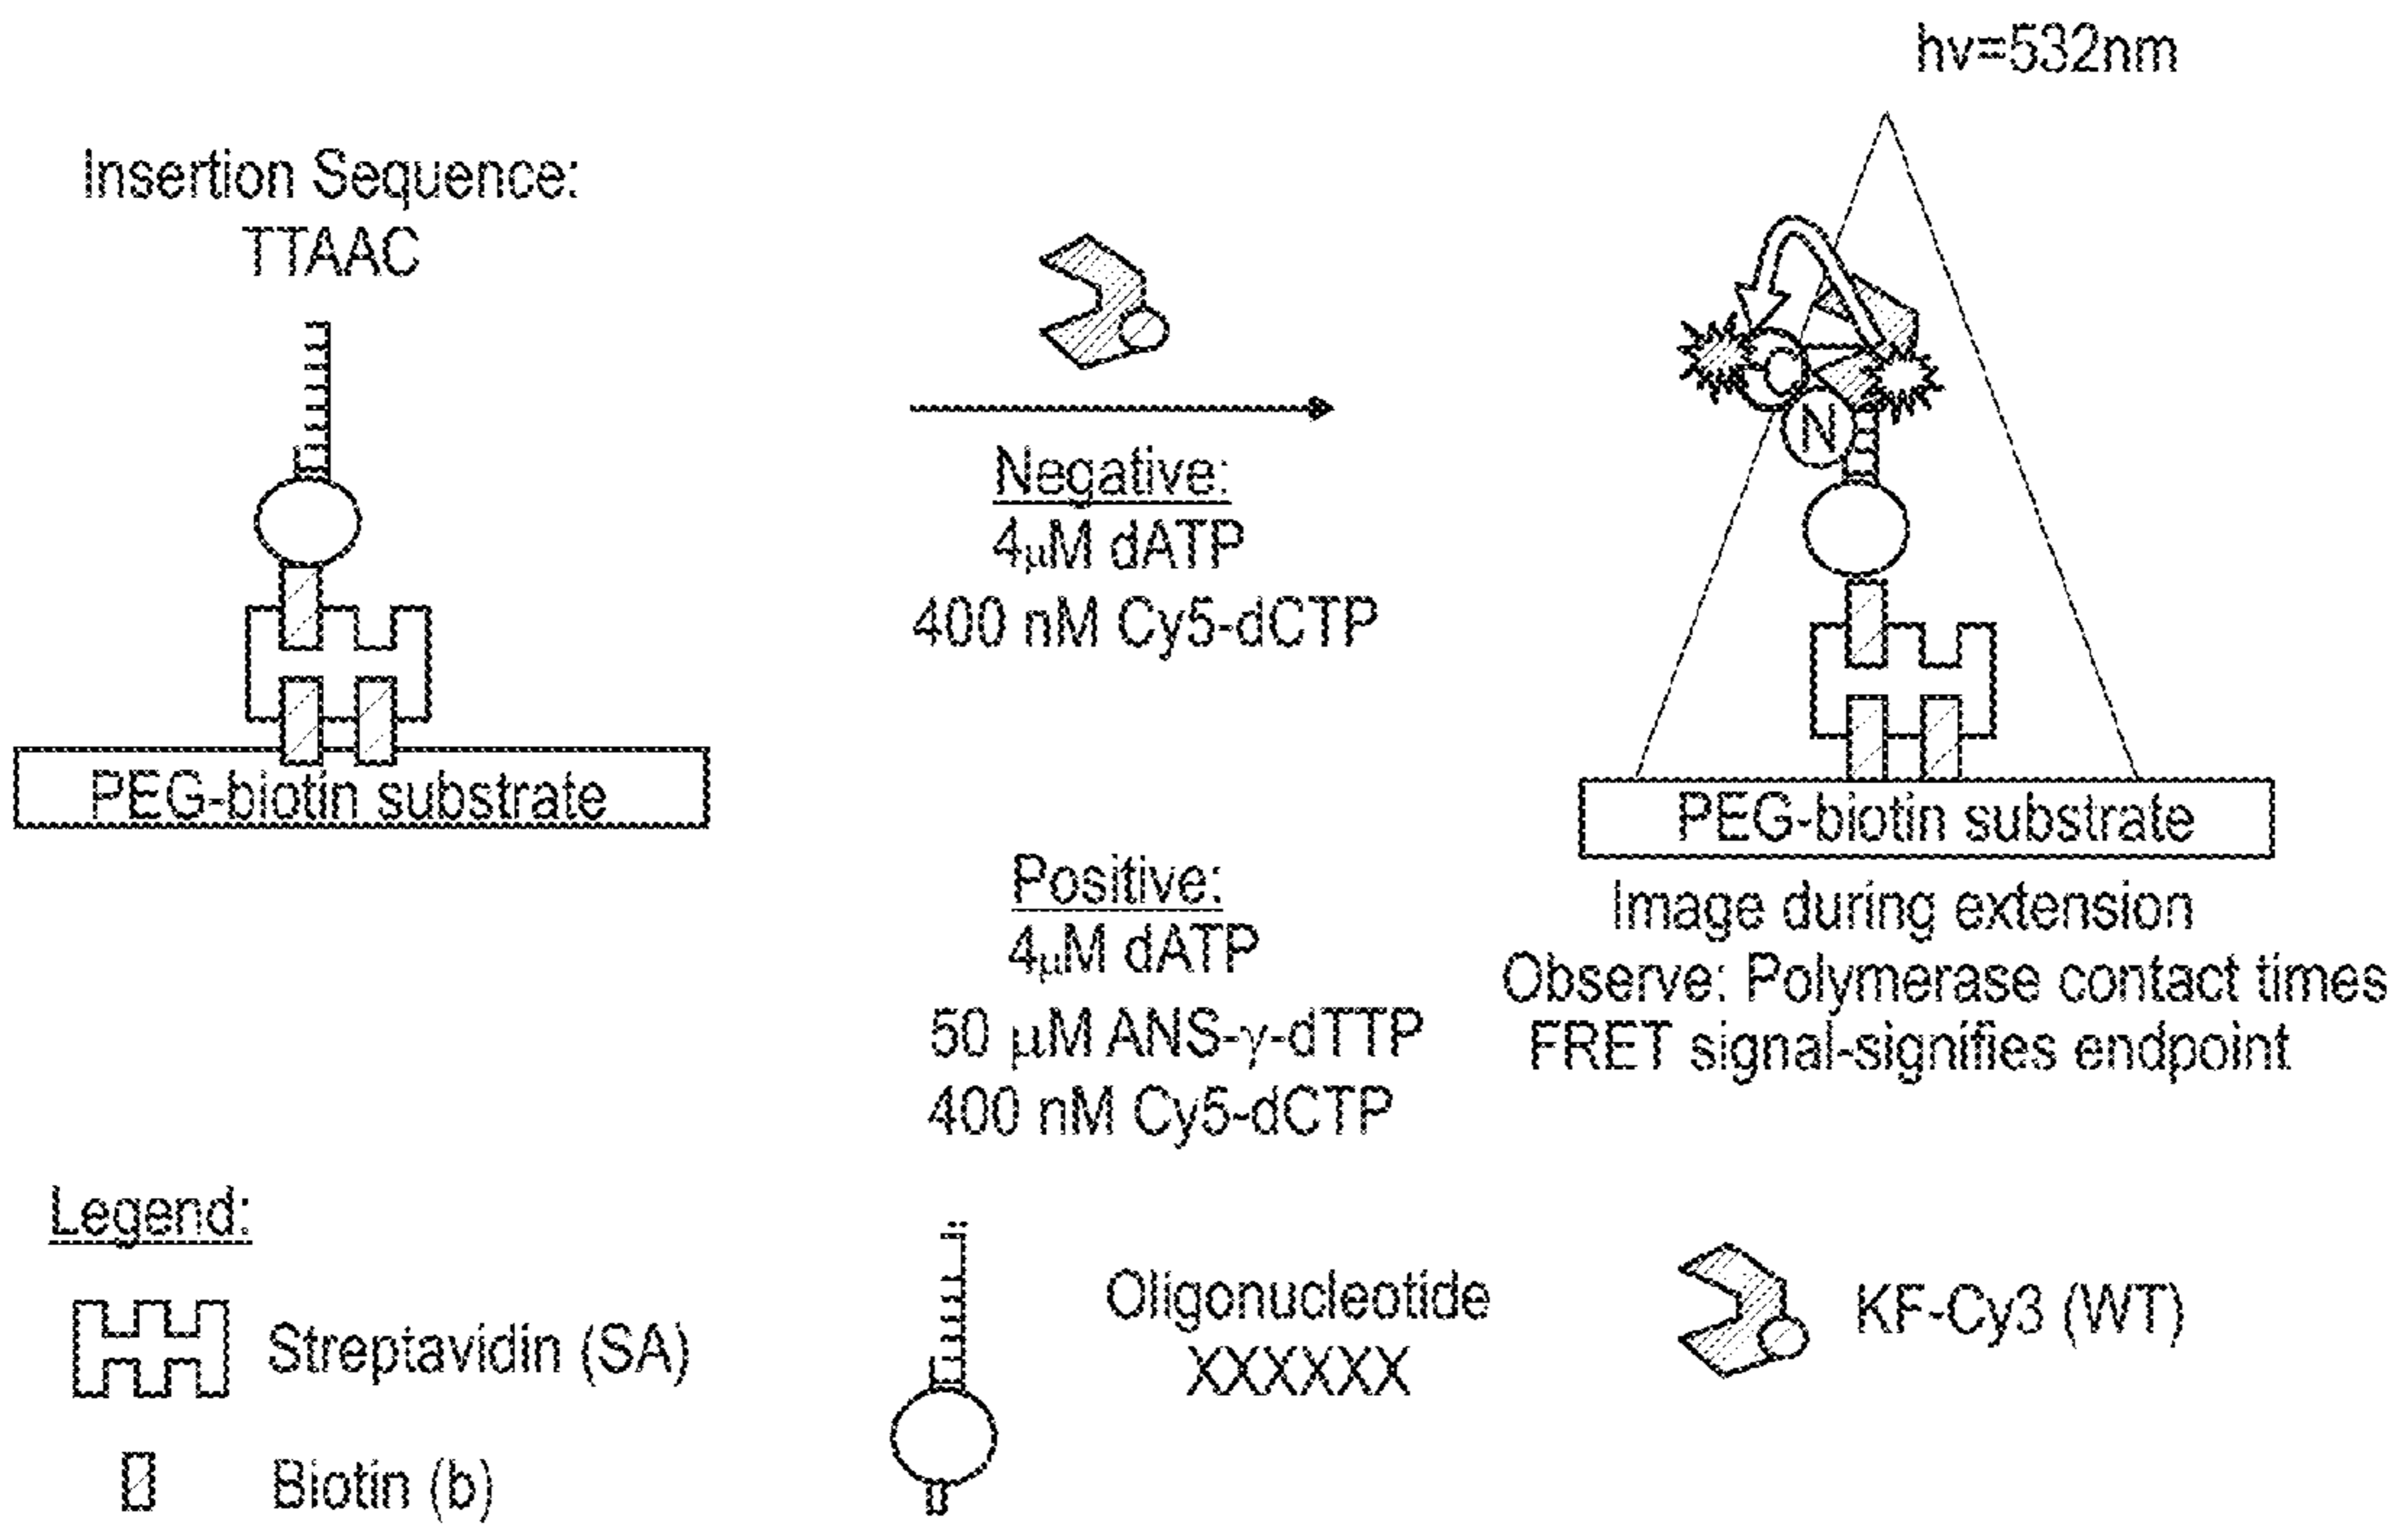 hv=532nm
Insertion Sequence:
TTAAC
C
N
Negative:
4µM dATP
400 nM Cy5-dCTP
PEG-biotin substrate
PEG-biotin substrate
Positive:
4µM dATP
50 µM ANS-γ-dTTP
400 nM Cy5-dCTP
Image during extension
Observe: Polymerase contact times
FRET signal-signifies endpoint
Legend:
Streptavidin (SA)
Biotin (b)
Oligonucleotide
XXXXXX
KF-Cy3 (WT)